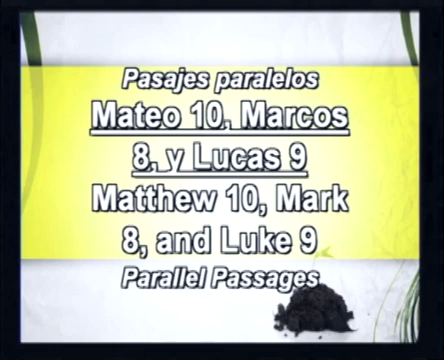 Pasajes paralelos
Mateo 10, Marcos
8, y Lucas 9
Matthew 10, Mark
8, and Luke 9
Parallel Passages